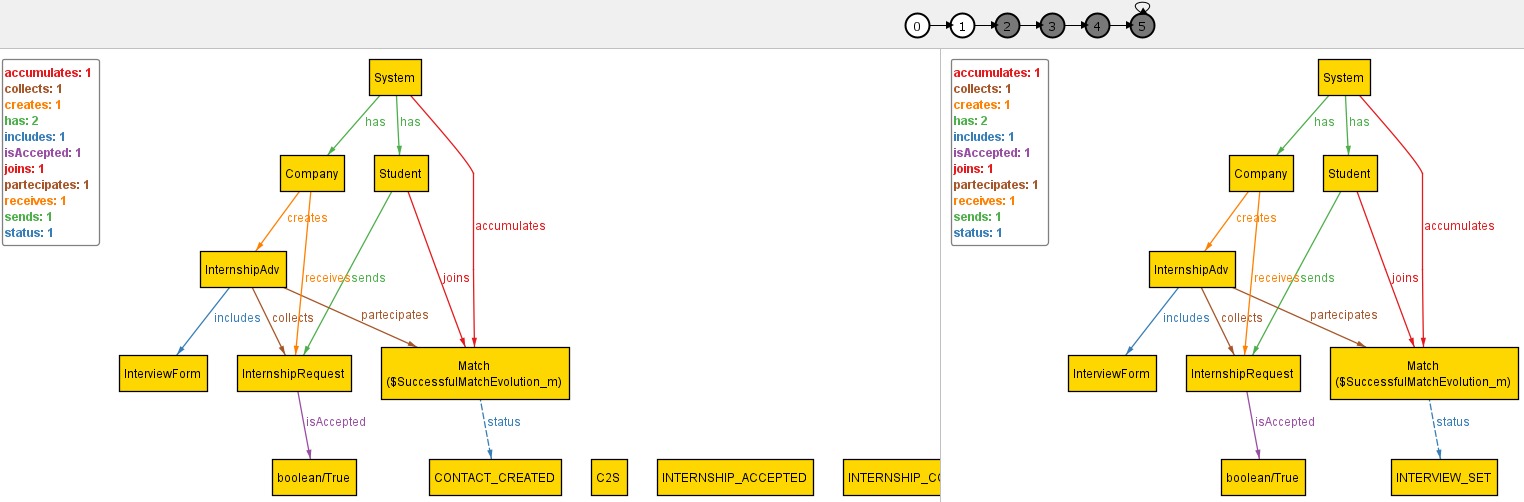 0 1 2 3 4 5
accumulates: 1
collects: 1
creates: 1
has: 2
includes: 1
isAccepted: 1
joins: 1
partecipates: 1
receives: 1
sends: 1
status: 1
System
has has
Company Student
creates accumulates
InternshipAdv
receives sends joins
includes collects partecipates
InterviewForm InternshipRequest
Match
($SuccessfulMatchEvolution_m)
isAccepted status
boolean/True CONTACT_CREATED C2S INTERNSHIP_ACCEPTED INTERNSHIP_CO
accumulates: 1
collects: 1
creates: 1
has: 2
includes: 1
isAccepted: 1
joins: 1
partecipates: 1
receives: 1
sends: 1
status: 1
System
has has
Company Student
creates accumulates
InternshipAdv
receives sends joins
includes collects partecipates
InterviewForm InternshipRequest
Match
($SuccessfulMatchEvolution_m)
isAccepted status
boolean/True INTERVIEW_SET